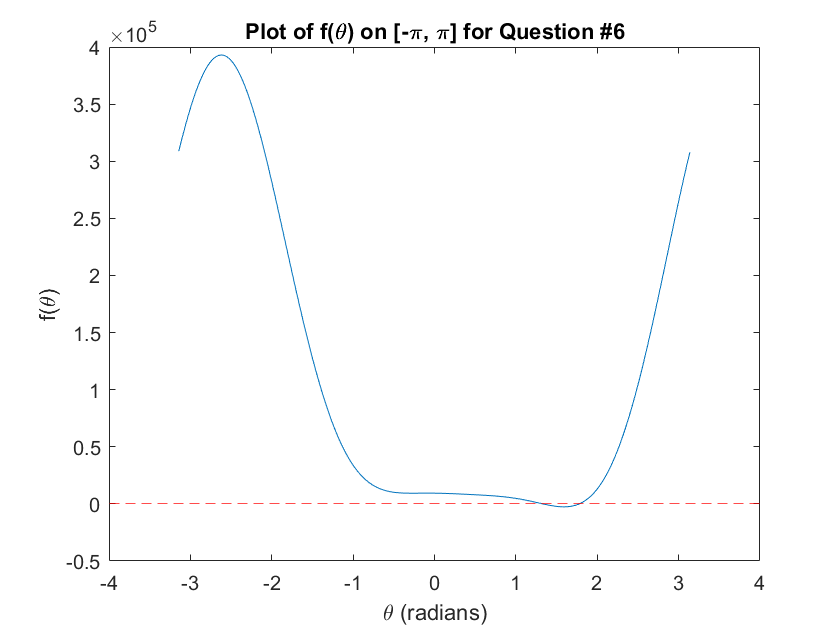 Plot of f(θ) on [-π, π] for Question #6
×10^5
4
3.5
3
2.5
2
1.5
1
0.5
0
-0.5
f(θ)
-4 -3 -2 -1 0 1 2 3 4
θ (radians)